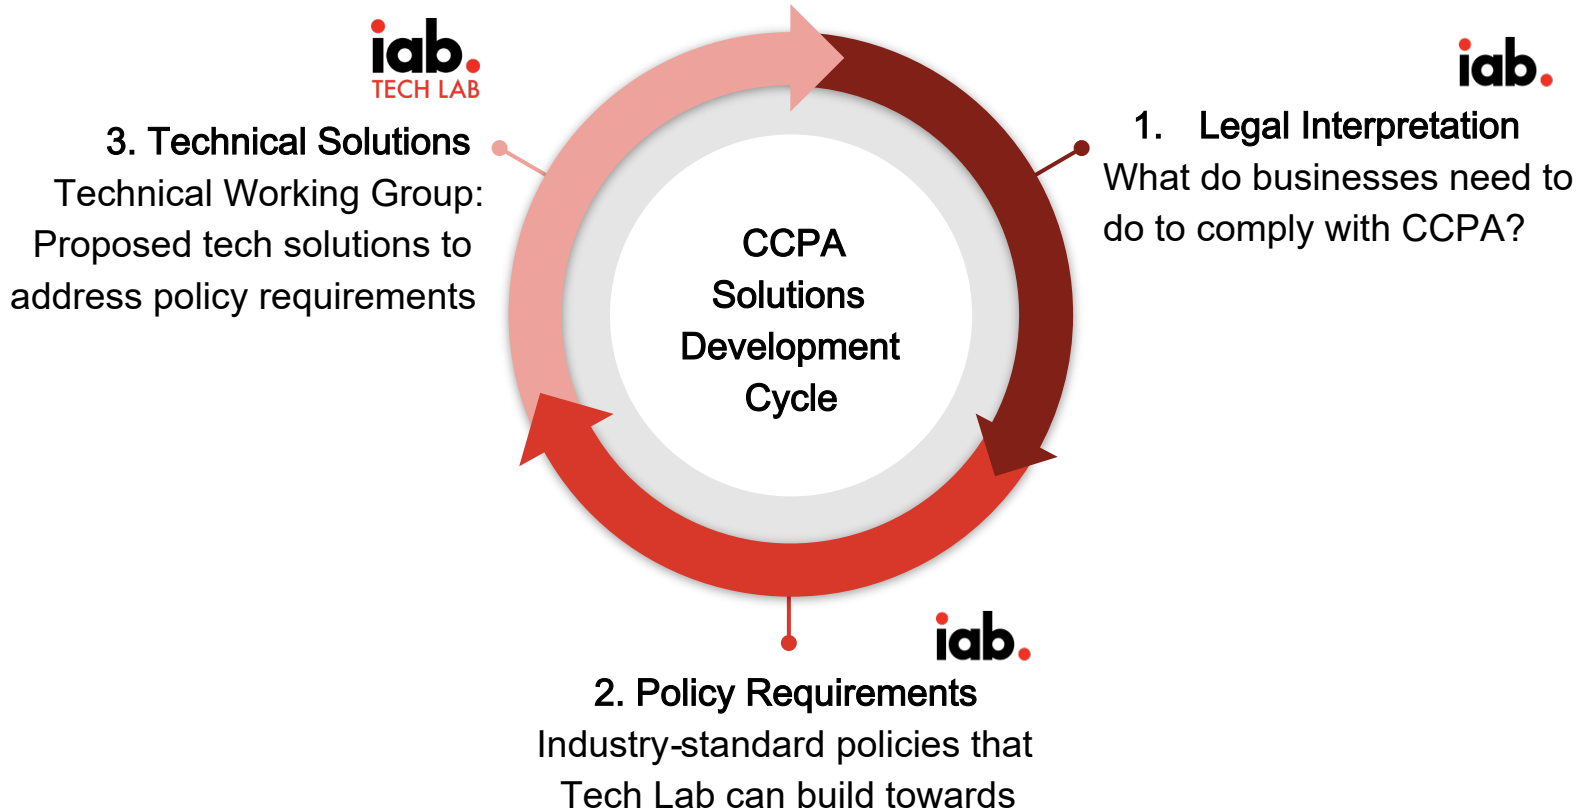 iab.
TECH LAB
3. Technical Solutions
Technical Working Group:
Proposed tech solutions to
address policy requirements
CCPA
Solutions
Development
Cycle
iab.
1. Legal Interpretation
What do businesses need to
do to comply with CCPA?
iab.
2. Policy Requirements
Industry-standard policies that
Tech Lab can build towards